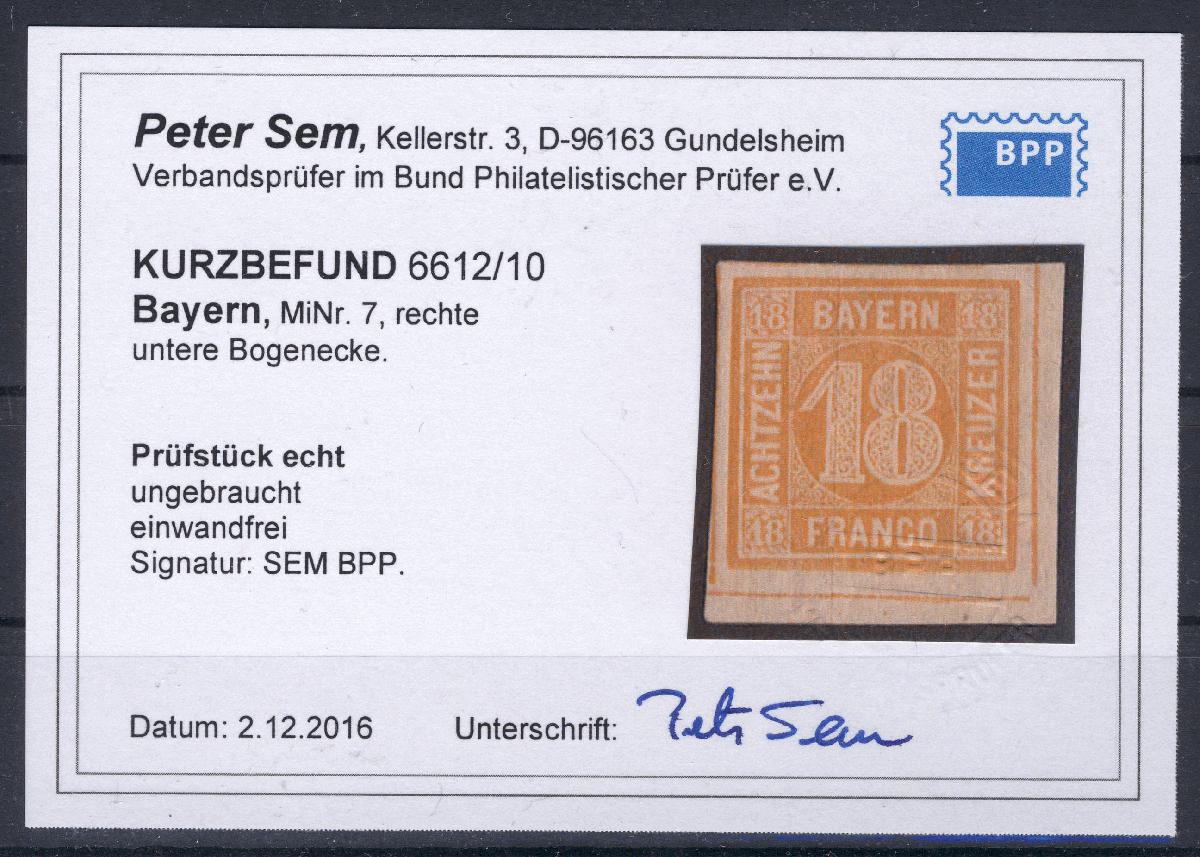 Peter Sem, Kellerstr. 3, D-96163 Gundelsheim
Verbandsprüfer im Bund Philatelistischer Prüfer e.V.
BPP
KURZBEFUND 6612/10
Bayern, MiNr. 7, rechte
untere Bogenecke.
18 BAYERN 18
ACHTZEHN
18
KREUZER
18 FRANCO 18
Prüfstück echt
ungebraucht
einwandfrei
Signatur: SEM BPP.
Datum: 2.12.2016 Unterschrift: Peter Sem